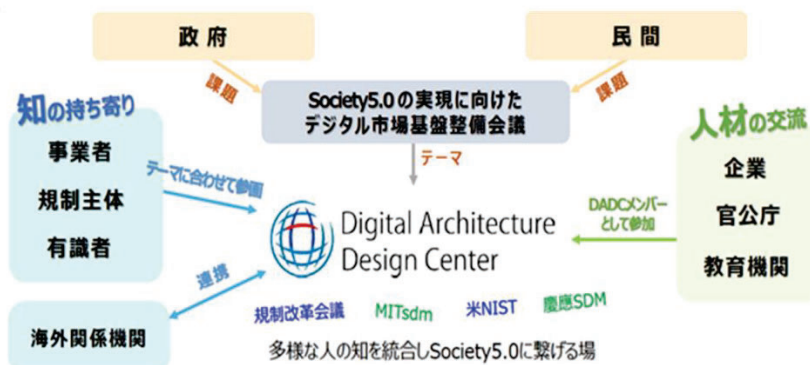 政府
民間
課題
課題
Society5.0の実現に向けた
デジタル市場基盤整備会議
知の持ち寄り
事業者
規制主体
有識者
テーマに合わせて参画
テーマ
人材の交流
企業
官公庁
教育機関
DADCメンバー
として参加
Digital Architecture
Design Center
連携
海外関係機関
規制改革会議
MITsdm
米NIST
慶應SDM
多様な人の知を統合しSociety5.0に繋げる場